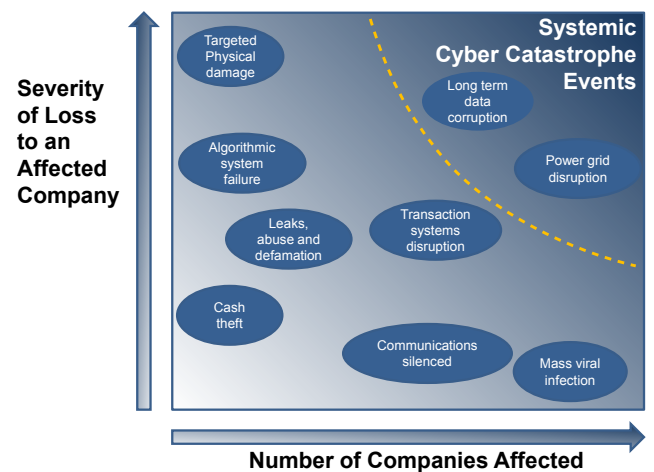 Systemic
Cyber Catastrophe
Events
Severity
of Loss
to an
Affected
Company
Targeted
Physical
damage
Long term
data
corruption
Algorithmic
system
failure
Power grid
disruption
Leaks,
abuse and
defamation
Transaction
systems
disruption
Cash
theft
Communications
silenced
Mass viral
infection
Number of Companies Affected